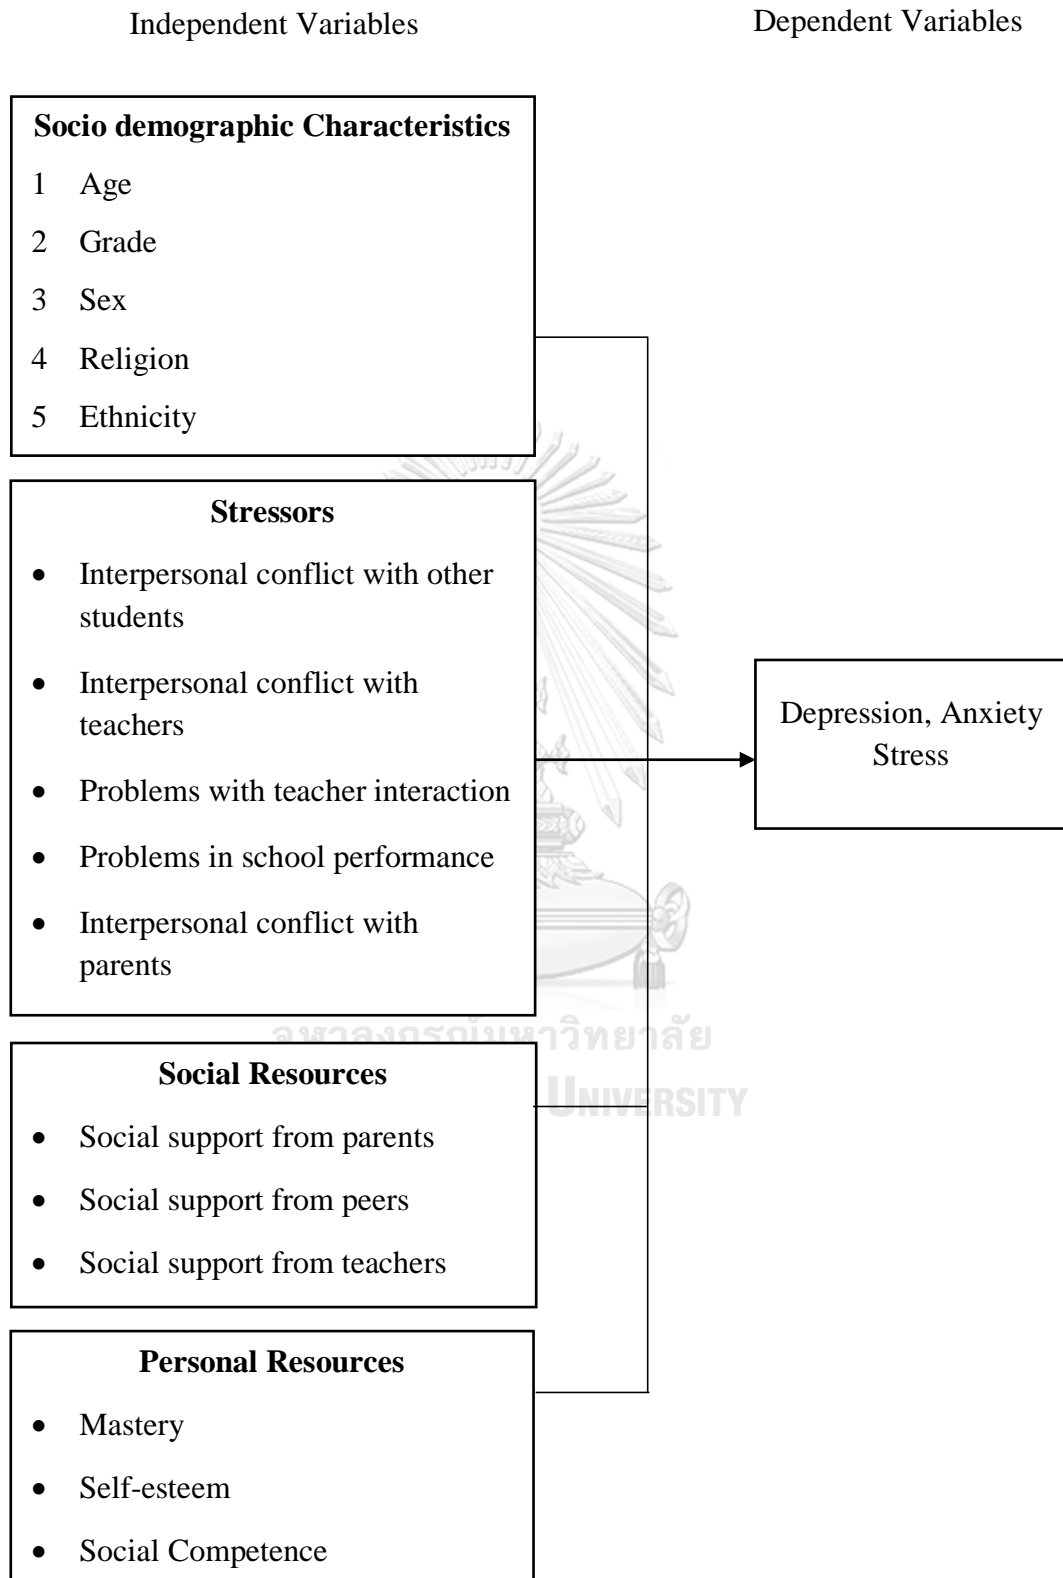 Independent Variables
Dependent Variables
Socio demographic Characteristics
1 Age
2 Grade
3 Sex
4 Religion
5 Ethnicity
Stressors
• Interpersonal conflict with other
students
• Interpersonal conflict with
teachers
• Problems with teacher interaction
• Problems in school performance
• Interpersonal conflict with
parents
Social Resources
• Social support from parents
• Social support from peers
• Social support from teachers
Personal Resources
• Mastery
• Self-esteem
• Social Competence
Depression, Anxiety
Stress
จุฬาลงกรณ์มหาวิทยาลัย
UNIVERSITY